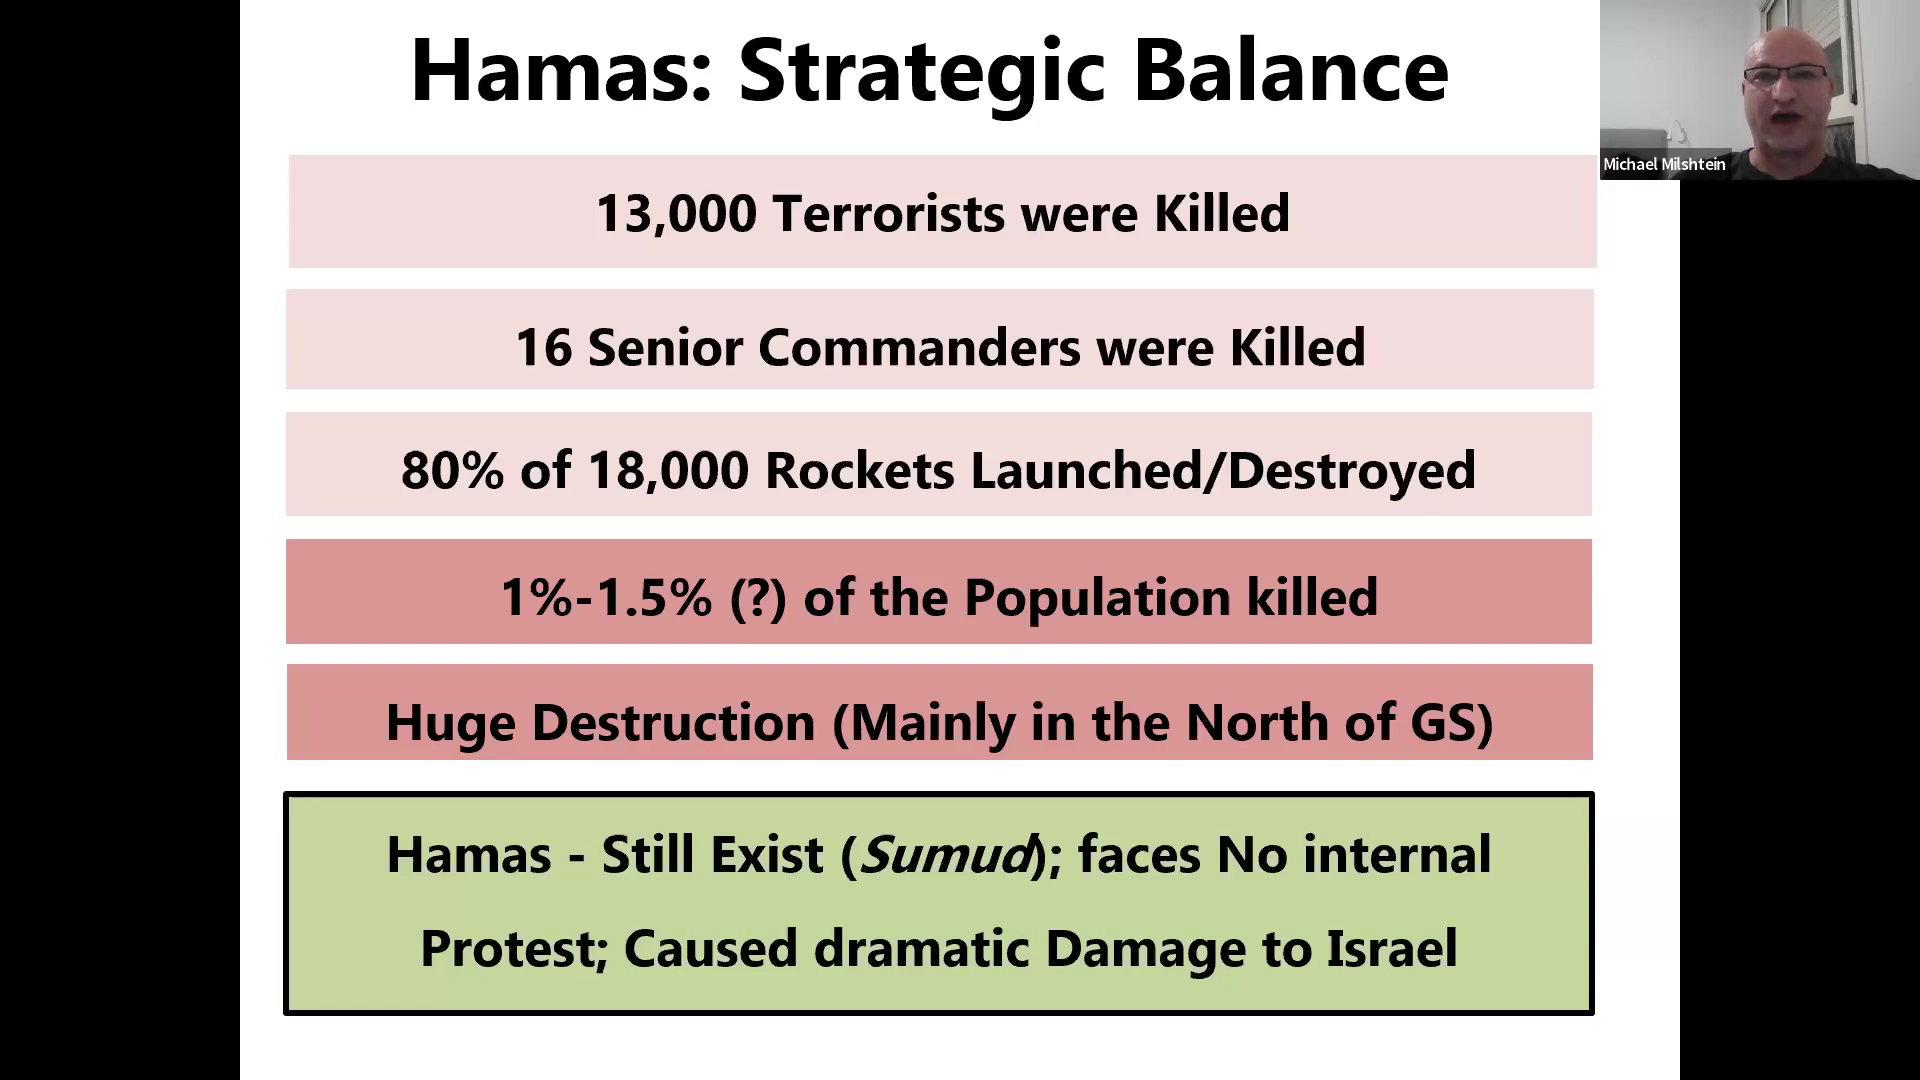 Hamas: Strategic Balance
Michael Milshtein
13,000 Terrorists were Killed
16 Senior Commanders were Killed
80% of 18,000 Rockets Launched/Destroyed
1%-1.5% (?) of the Population killed
Huge Destruction (Mainly in the North of GS)
Hamas - Still Exist (Sumud); faces No internal
Protest; Caused dramatic Damage to Israel